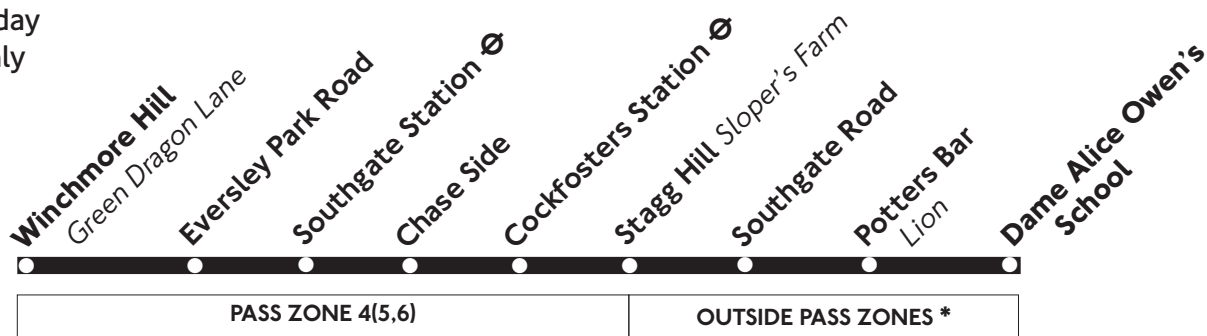 day
nly
Winchmore Hill
Green Dragon Lane
Eversley Park Road
Southgate Station
Chase Side
Cockfosters Station
Stagg Hill Sloper's Farm
Southgate Road
Potters Bar
Lion
Dame Alice Owen's
School
PASS ZONE 4(5,6)
OUTSIDE PASS ZONES *